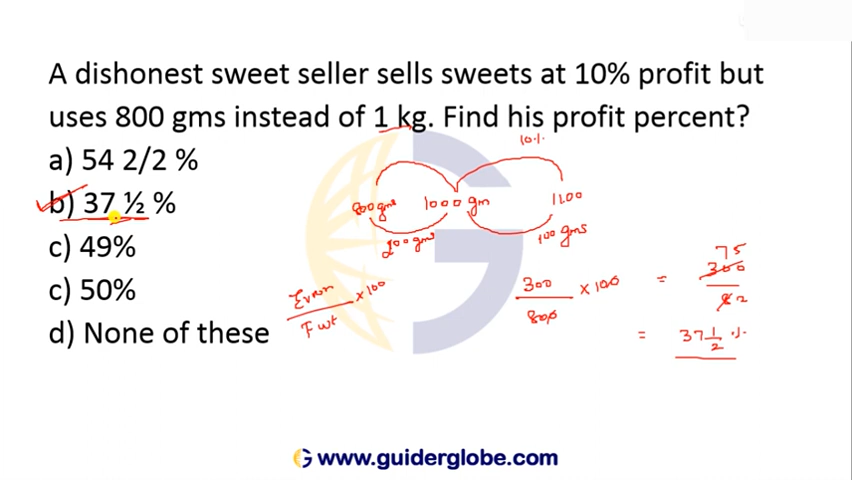 A dishonest sweet seller sells sweets at 10% profit but
uses 800 gms instead of 1 kg. Find his profit percent?
10%
a) 54 2/2 %
b) 37 ½ %
800 gms 1000 gm 1100
200 gms 100 gms
c) 49%
c) 50%
Error/T wt × 100
300/800 × 100 = 75 300/8 2
d) None of these
= 37 1/2 %
www.guiderglobe.com